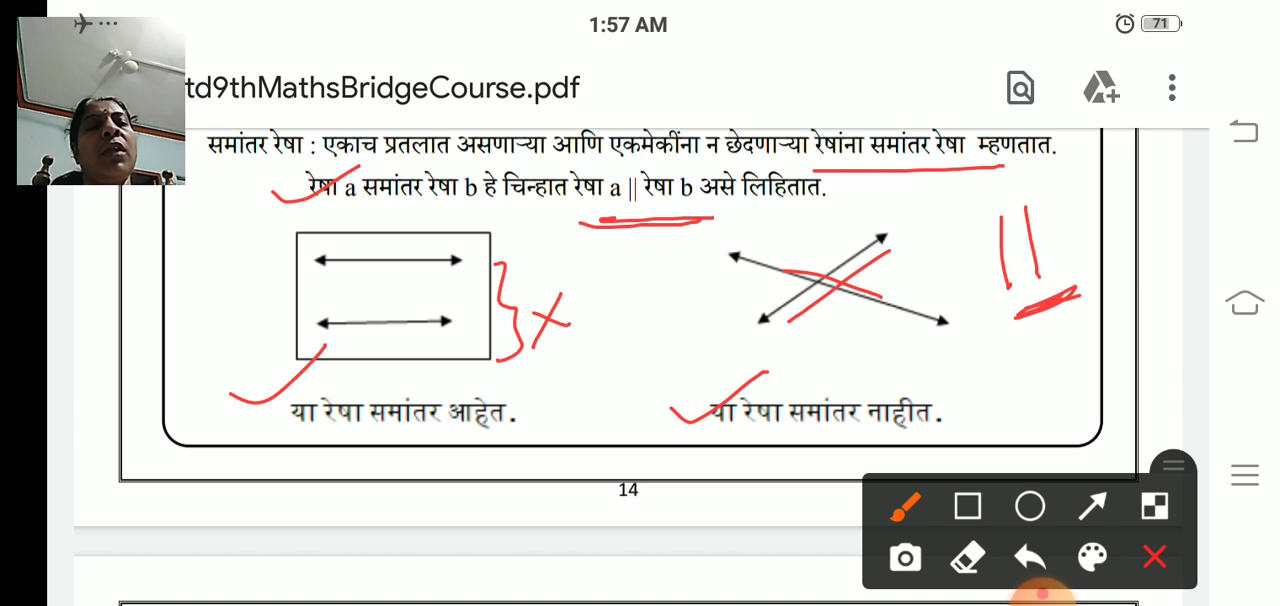 1:57 AM
71
td9thMathsBridgeCourse.pdf
समांतर रेषा : एकाच प्रतलात असणाऱ्या आणि एकमेकींना न छेदणाऱ्या रेषांना समांतर रेषा म्हणतात.
रेषा a समांतर रेषा b हे चिन्हात रेषा a || रेषा b असे लिहितात.
या रेषा समांतर आहेत.
या रेषा समांतर नाहीत.
14